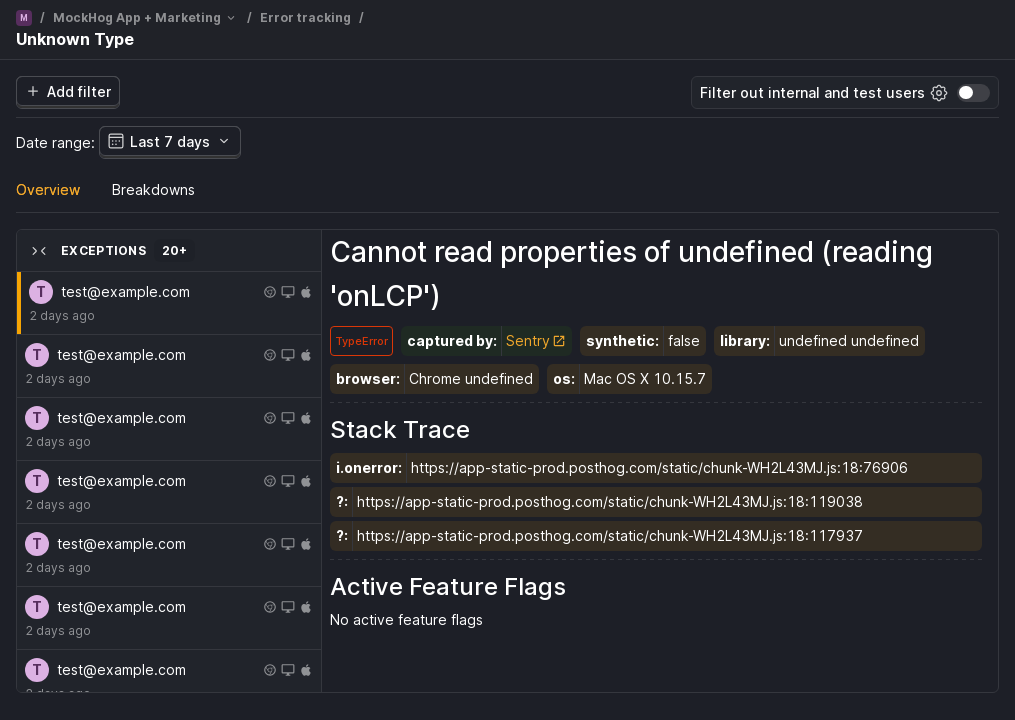 M / MockHog App + Marketing / Error tracking /
Unknown Type
Add filter
Filter out internal and test users
Date range: Last 7 days
Overview Breakdowns
EXCEPTIONS 20+
T test@example.com
2 days ago
T test@example.com
2 days ago
T test@example.com
2 days ago
T test@example.com
2 days ago
T test@example.com
2 days ago
T test@example.com
2 days ago
T test@example.com
2 days ago
Cannot read properties of undefined (reading
'onLCP')
TypeError captured by: Sentry synthetic: false library: undefined undefined
browser: Chrome undefined os: Mac OS X 10.15.7
Stack Trace
i.onerror: https://app-static-prod.posthog.com/static/chunk-WH2L43MJ.js:18:76906
?: https://app-static-prod.posthog.com/static/chunk-WH2L43MJ.js:18:119038
?: https://app-static-prod.posthog.com/static/chunk-WH2L43MJ.js:18:117937
Active Feature Flags
No active feature flags